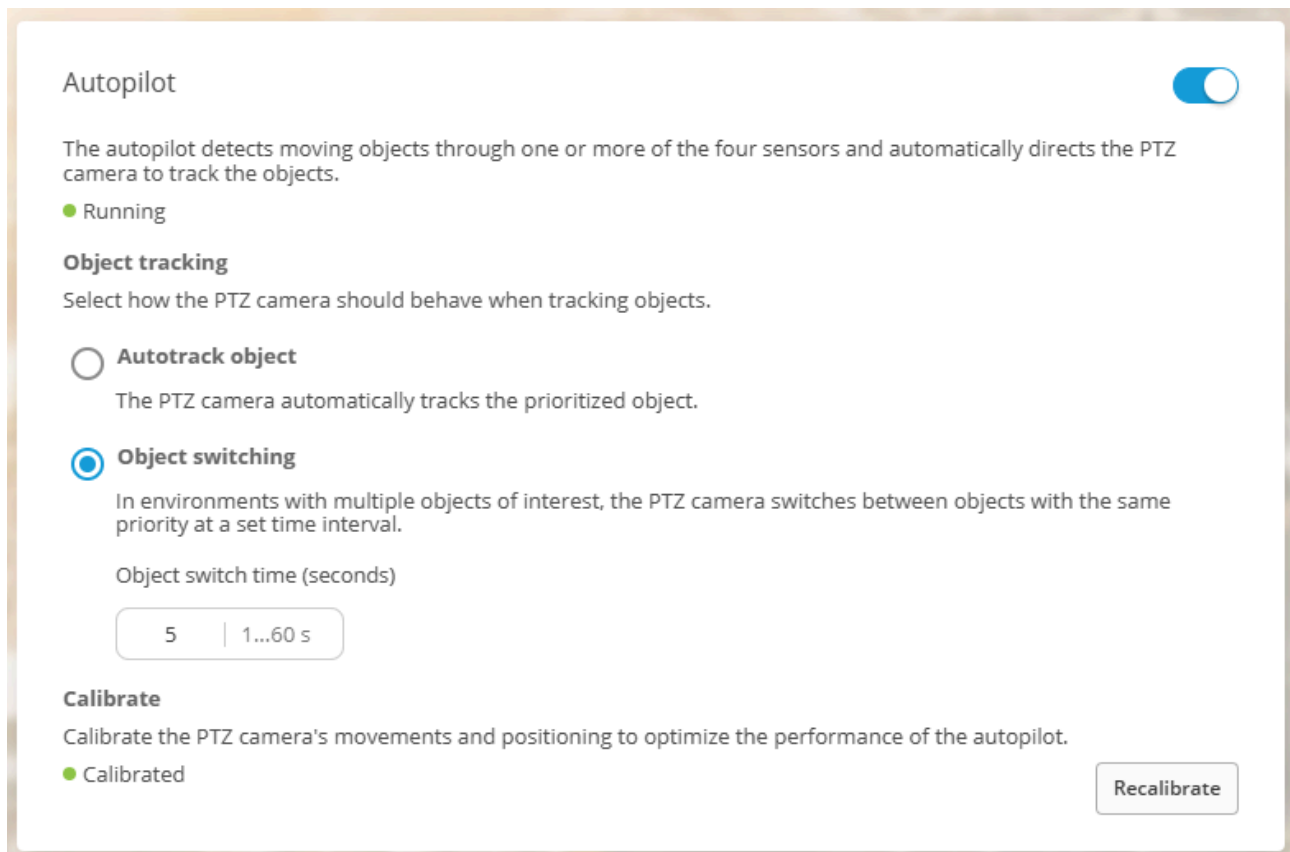 Autopilot
The autopilot detects moving objects through one or more of the four sensors and automatically directs the PTZ
camera to track the objects.
Running
Object tracking
Select how the PTZ camera should behave when tracking objects.
Autotrack object
The PTZ camera automatically tracks the prioritized object.
Object switching
In environments with multiple objects of interest, the PTZ camera switches between objects with the same
priority at a set time interval.
Object switch time (seconds)
5 | 1...60 s
Calibrate
Calibrate the PTZ camera's movements and positioning to optimize the performance of the autopilot.
Calibrated
Recalibrate